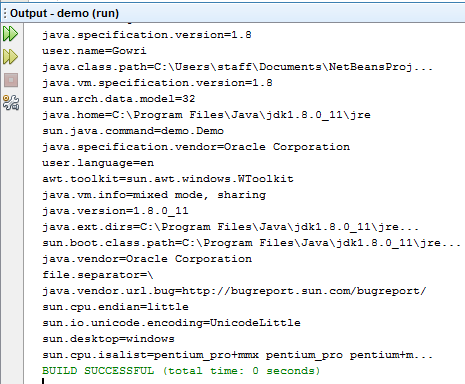 Output - demo (run)
java.specification.version=1.8
user.name=Gowri
java.class.path=C:\Users\staff\Documents\NetBeansProj...
java.vm.specification.version=1.8
sun.arch.data.model=32
java.home=C:\Program Files\Java\jdk1.8.0_11\jre
sun.java.command=demo.Demo
java.specification.vendor=Oracle Corporation
user.language=en
awt.toolkit=sun.awt.windows.WToolkit
java.vm.info=mixed mode, sharing
java.version=1.8.0_11
java.ext.dirs=C:\Program Files\Java\jdk1.8.0_11\jre...
sun.boot.class.path=C:\Program Files\Java\jdk1.8.0_11\jre...
java.vendor=Oracle Corporation
file.separator=\
java.vendor.url.bug=http://bugreport.sun.com/bugreport/
sun.cpu.endian=little
sun.io.unicode.encoding=UnicodeLittle
sun.desktop=windows
sun.cpu.isalist=pentium_pro+mmx pentium_pro pentium+m...
BUILD SUCCESSFUL (total time: 0 seconds)